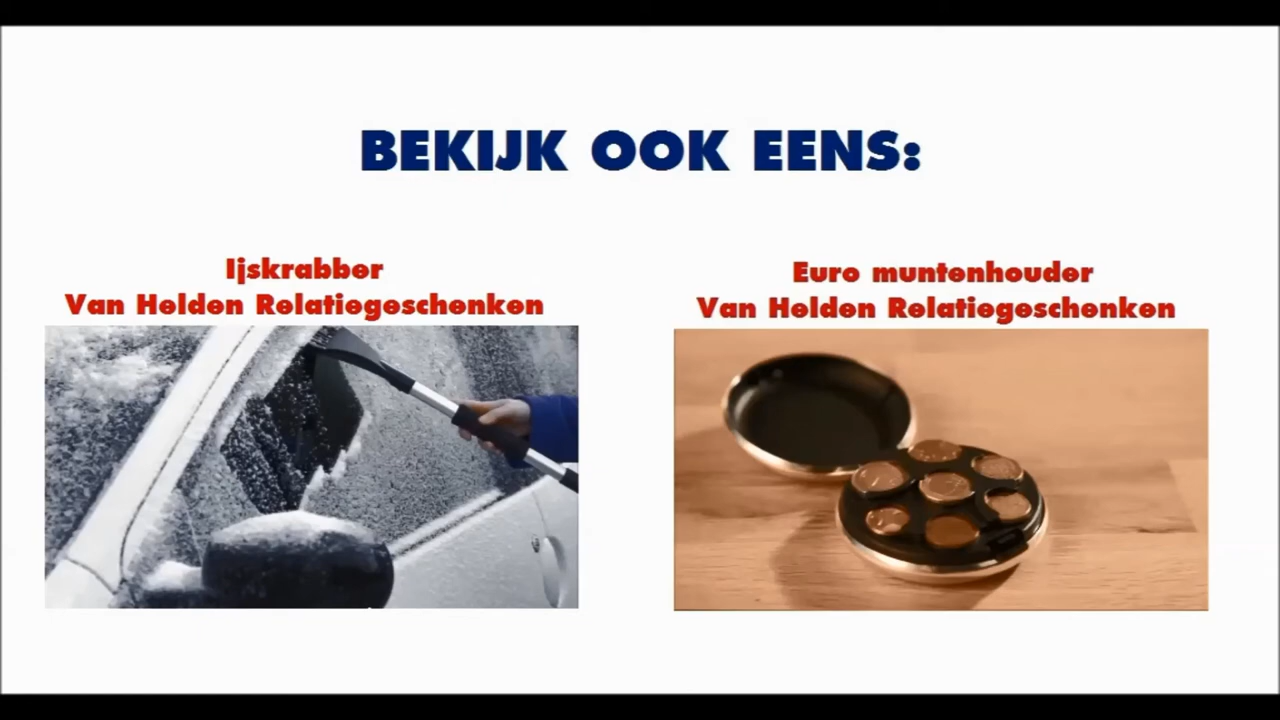 BEKIJK OOK EENS:
Ijskrabber
Van Helden Relatiegeschenken
Euro muntenhouder
Van Helden Relatiegeschenken